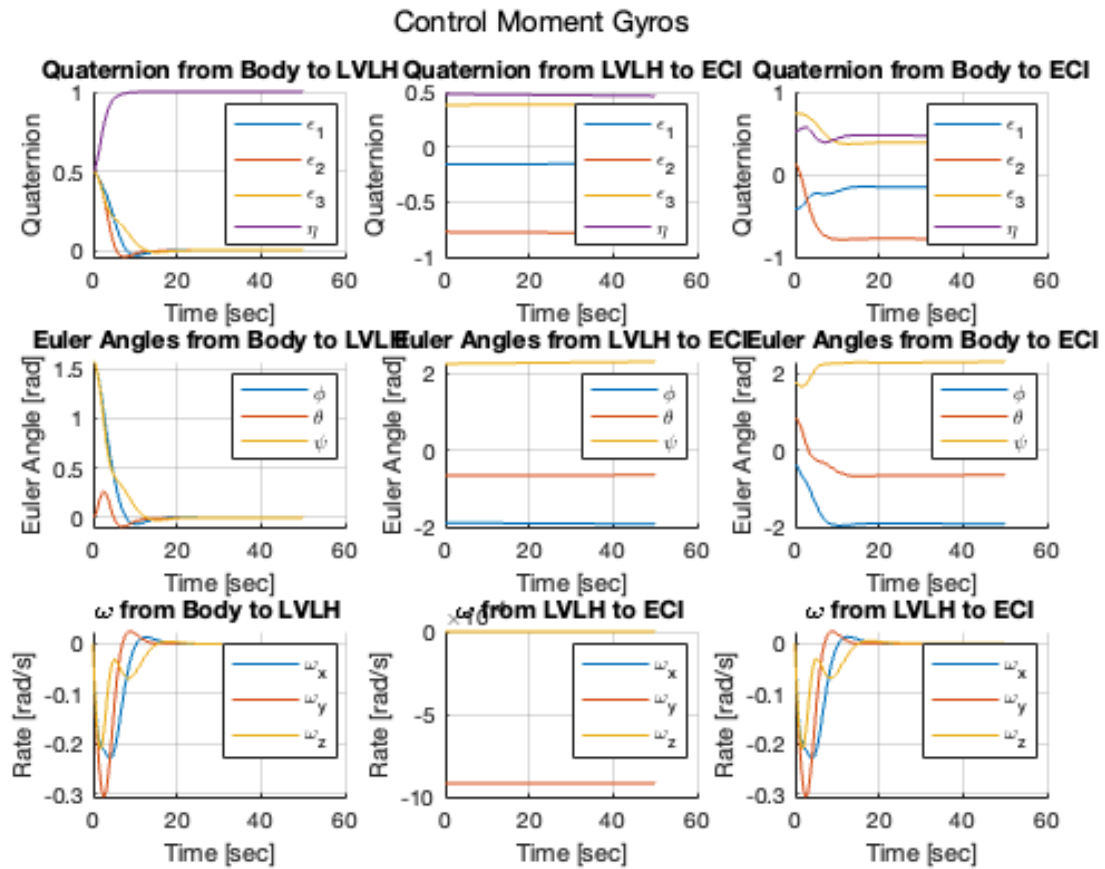 Control Moment Gyros
Quaternion from Body to LVLH
Quaternion
1
0.5
0
ϵ1
ϵ2
ϵ3
η
0 20 40 60
Time [sec]
Quaternion from LVLH to ECI
Quaternion
0.5
0
-0.5
-1
ϵ1
ϵ2
ϵ3
η
0 20 40 60
Time [sec]
Quaternion from Body to ECI
Quaternion
1
0
-1
ϵ1
ϵ2
ϵ3
η
0 20 40 60
Time [sec]
Euler Angles from Body to LVLH
Euler Angle [rad]
1.5
1
0.5
0
ϕ
θ
ψ
0 20 40 60
Time [sec]
Euler Angles from LVLH to ECI
Euler Angle [rad]
2
0
-2
ϕ
θ
ψ
0 20 40 60
Time [sec]
Euler Angles from Body to ECI
Euler Angle [rad]
2
0
-2
ϕ
θ
ψ
0 20 40 60
Time [sec]
ω from Body to LVLH
Rate [rad/s]
0
-0.1
-0.2
-0.3
ωx
ωy
ωz
0 20 40 60
Time [sec]
ω from LVLH to ECI
×10
Rate [rad/s]
0
-5
-10
ωx
ωy
ωz
0 20 40 60
Time [sec]
ω from LVLH to ECI
Rate [rad/s]
0
-0.1
-0.2
-0.3
ωx
ωy
ωz
0 20 40 60
Time [sec]